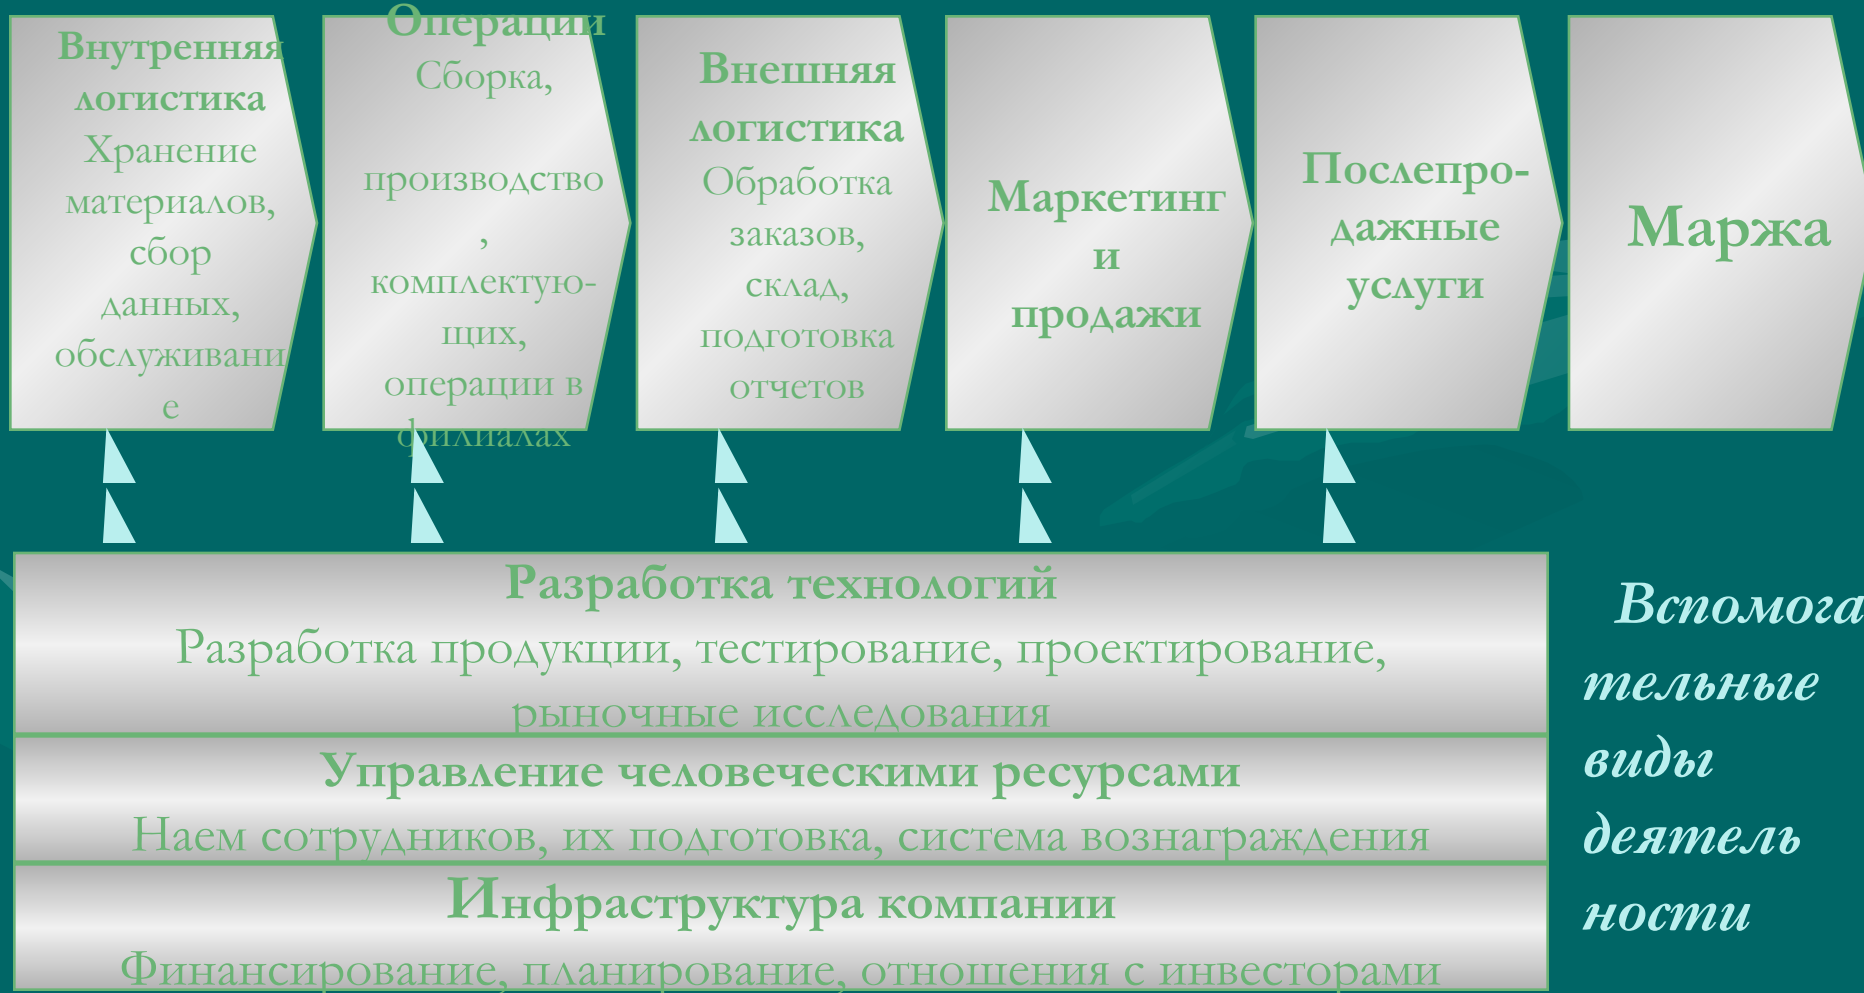 Внутренняя
логистика
Хранение
материалов,
сбор
данных,
обслуживани
е
Операции
Сборка,
производство
,
комплектую-
щих,
операции в
филиалах
Внешняя
логистика
Обработка
заказов,
склад,
подготовка
отчетов
Маркетинг
и
продажи
Послепро-
дажные
услуги
Маржа
Разработка технологий
Разработка продукции, тестирование, проектирование,
рыночные исследования
Управление человеческими ресурсами
Наем сотрудников, их подготовка, система вознаграждения
Инфраструктура компании
Финансирование, планирование, отношения с инвесторами
Вспомога
тельные
виды
деятель
ности